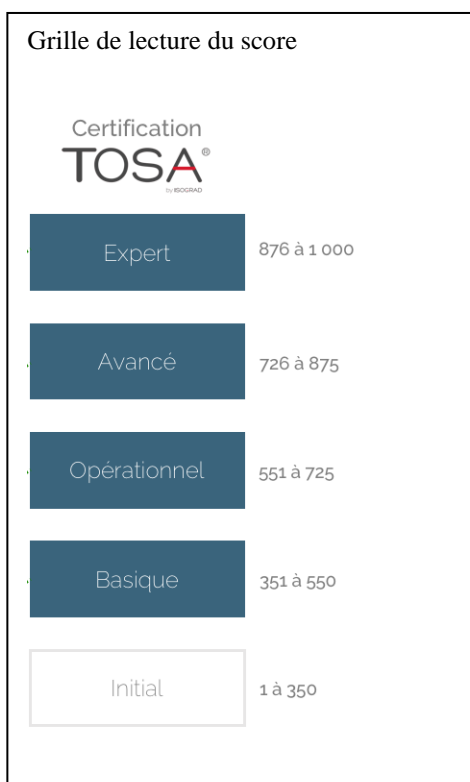 Grille de lecture du score
Certification
TOSA®
by ISOGRAD
Expert 876 à 1 000
Avancé 726 à 875
Opérationnel 551 à 725
Basique 351 à 550
Initial 1 à 350